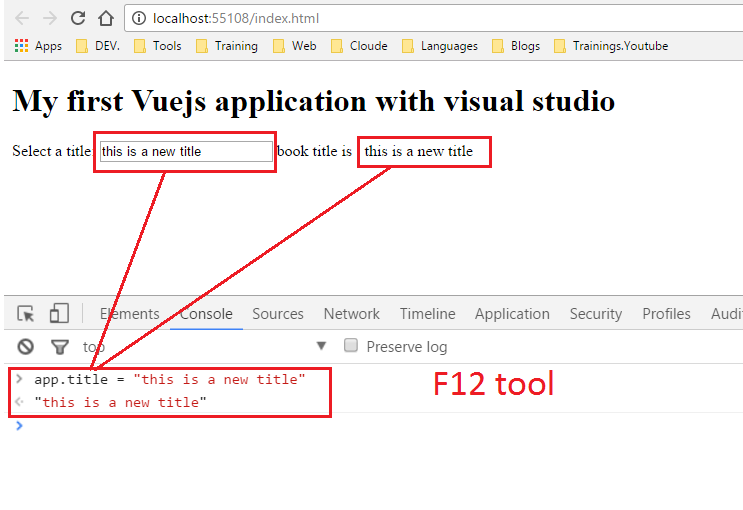 localhost:55108/index.html
Apps DEV. Tools Training Web Cloude Languages Blogs Trainings.Youtube
My first Vuejs application with visual studio
Select a title: this is a new title book title is this is a new title
Elements Console Sources Network Timeline Application Security Profiles Audi
top Preserve log
> app.title = "this is a new title"
"this is a new title"
>
F12 tool